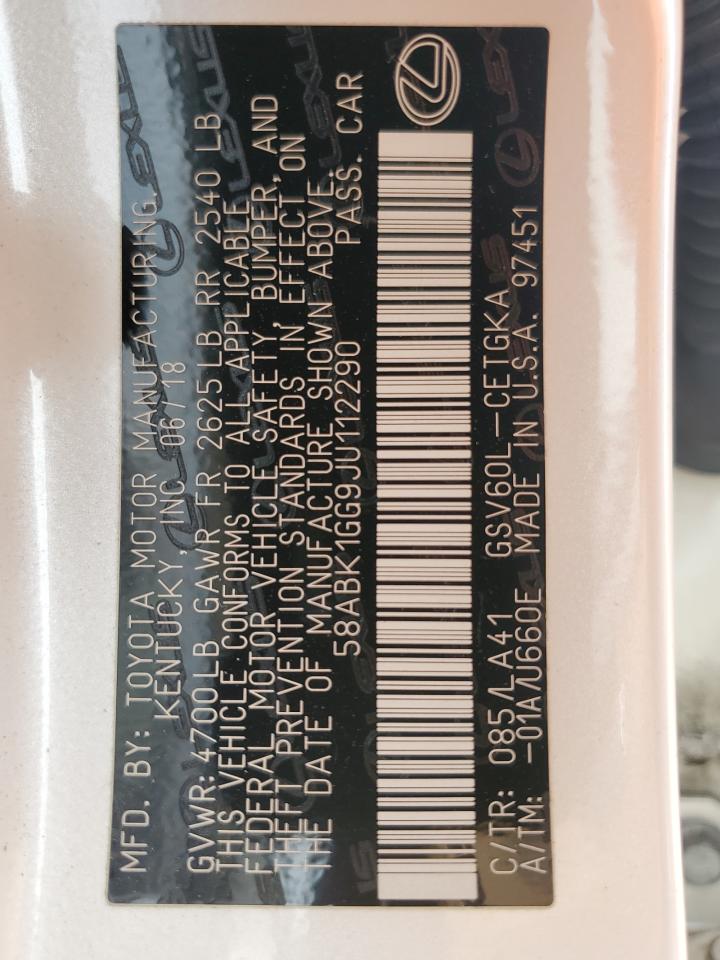 MFD. BY: TOYOTA MOTOR MANUFACTURING,
KENTUCKY, INC. 06/18
GVWR: 4700LB GAWR FR 2625LB RR 2540 LB
THIS VEHICLE CONFORMS TO ALL APPLICABLE
FEDERAL MOTOR VEHICLE SAFETY, BUMPER, AND
THEFT PREVENTION STANDARDS IN EFFECT ON
THE DATE OF MANUFACTURE SHOWN ABOVE.
58ABK1GG9JU112290 PASS. CAR
C/TR: 085/LA41 GSV60L-CETGKA
A/TM: -01A/U660E MADE IN U.S.A. 97451